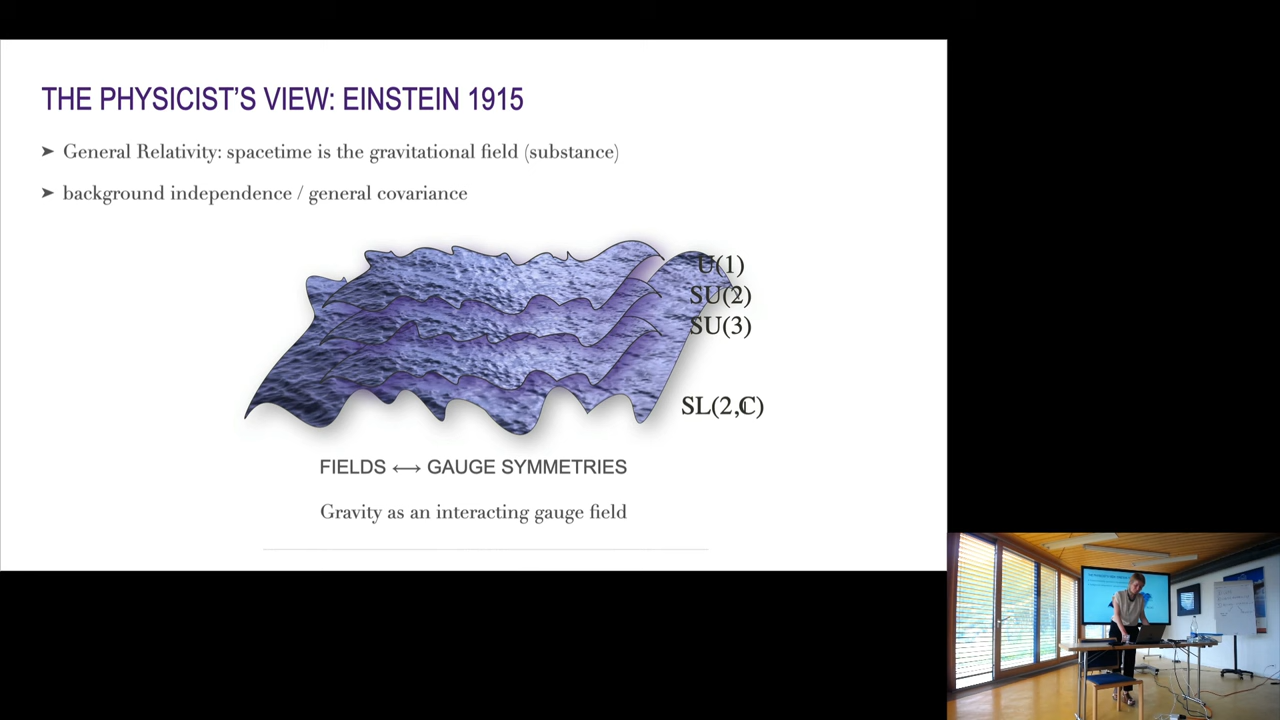 THE PHYSICIST'S VIEW: EINSTEIN 1915
➤ General Relativity: spacetime is the gravitational field (substance)
➤ background independence / general covariance
U(1)
SU(2)
SU(3)
SL(2,C)
FIELDS ⟷ GAUGE SYMMETRIES
Gravity as an interacting gauge field